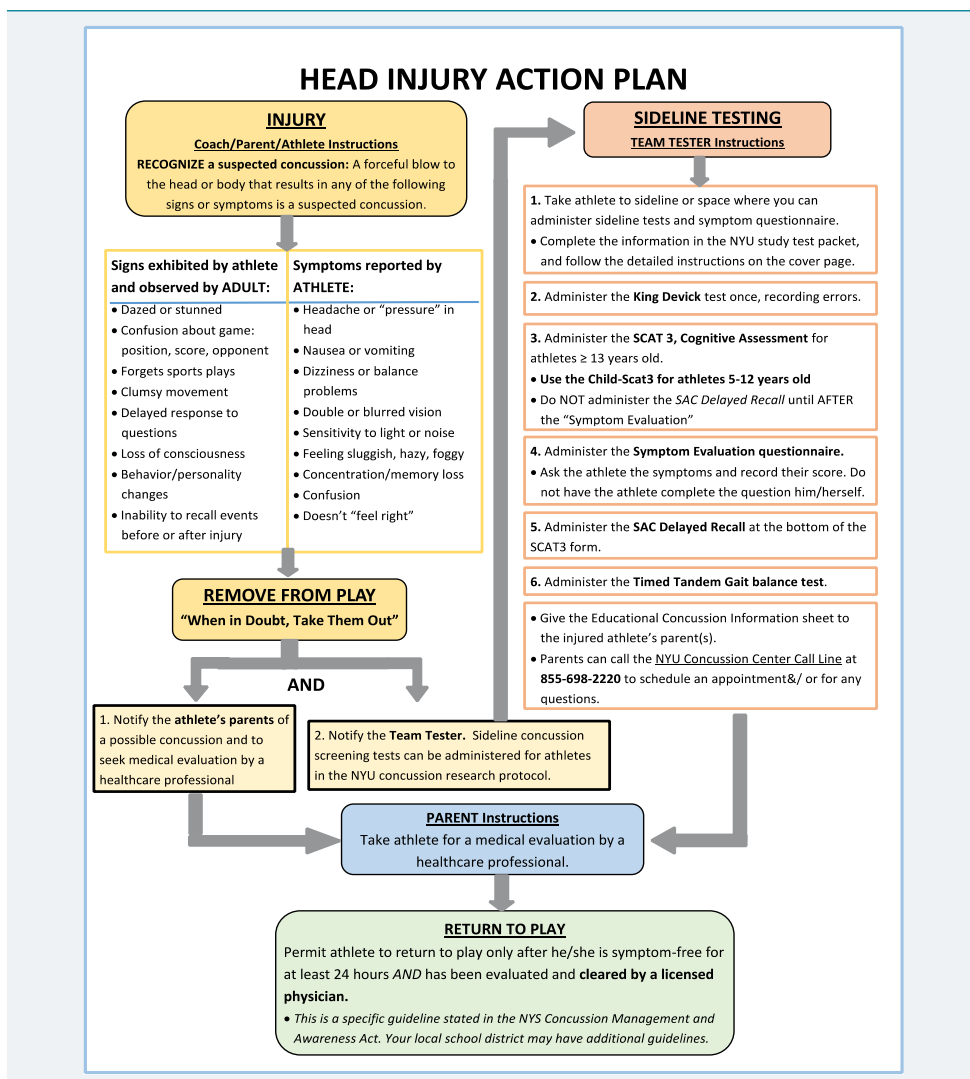 HEAD INJURY ACTION PLAN
INJURY
Coach/Parent/Athlete Instructions
RECOGNIZE a suspected concussion: A forceful blow to
the head or body that results in any of the following
signs or symptoms is a suspected concussion.
Signs exhibited by athlete
and observed by ADULT:
• Dazed or stunned
• Confusion about game:
position, score, opponent
• Forgets sports plays
• Clumsy movement
• Delayed response to
questions
• Loss of consciousness
• Behavior/personality
changes
• Inability to recall events
before or after injury
Symptoms reported by
ATHLETE:
• Headache or “pressure” in
head
• Nausea or vomiting
• Dizziness or balance
problems
• Double or blurred vision
• Sensitivity to light or noise
• Feeling sluggish, hazy, foggy
• Concentration/memory loss
• Confusion
• Doesn’t “feel right”
REMOVE FROM PLAY
“When in Doubt, Take Them Out”
AND
1. Notify the athlete’s parents of
a possible concussion and to
seek medical evaluation by a
healthcare professional
2. Notify the Team Tester. Sideline concussion
screening tests can be administered for athletes
in the NYU concussion research protocol.
SIDELINE TESTING
TEAM TESTER Instructions
1. Take athlete to sideline or space where you can
administer sideline tests and symptom questionnaire.
• Complete the information in the NYU study test packet,
and follow the detailed instructions on the cover page.
2. Administer the King Devick test once, recording errors.
3. Administer the SCAT 3, Cognitive Assessment for
athletes ≥ 13 years old.
• Use the Child-Scat3 for athletes 5-12 years old
• Do NOT administer the SAC Delayed Recall until AFTER
the “Symptom Evaluation”
4. Administer the Symptom Evaluation questionnaire.
• Ask the athlete the symptoms and record their score. Do
not have the athlete complete the question him/herself.
5. Administer the SAC Delayed Recall at the bottom of the
SCAT3 form.
6. Administer the Timed Tandem Gait balance test.
• Give the Educational Concussion Information sheet to
the injured athlete’s parent(s).
• Parents can call the NYU Concussion Center Call Line at
855-698-2220 to schedule an appointment&/ or for any
questions.
PARENT Instructions
Take athlete for a medical evaluation by a
healthcare professional.
RETURN TO PLAY
Permit athlete to return to play only after he/she is symptom-free for
at least 24 hours AND has been evaluated and cleared by a licensed
physician.
• This is a specific guideline stated in the NYS Concussion Management and
Awareness Act. Your local school district may have additional guidelines.